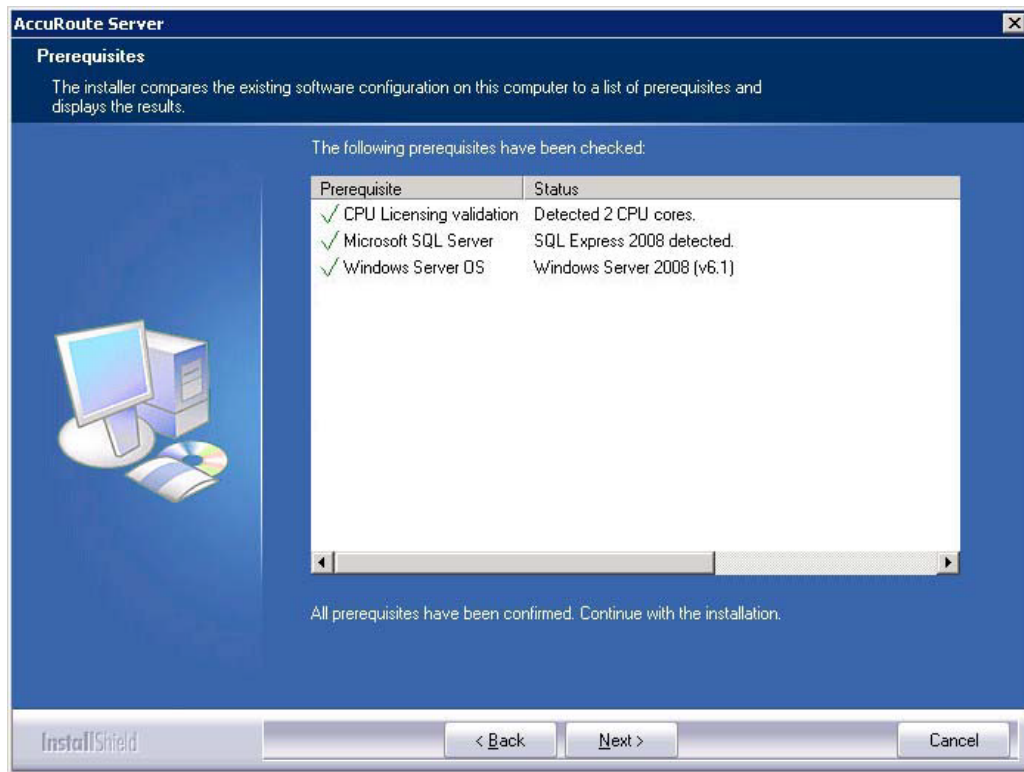 AccuRoute Server
Prerequisites
The installer compares the existing software configuration on this computer to a list of prerequisites and
displays the results.
The following prerequisites have been checked:
Prerequisite Status
CPU Licensing validation Detected 2 CPU cores.
Microsoft SQL Server SQL Express 2008 detected.
Windows Server OS Windows Server 2008 (v6.1)
All prerequisites have been confirmed. Continue with the installation.
InstallShield
< Back Next > Cancel